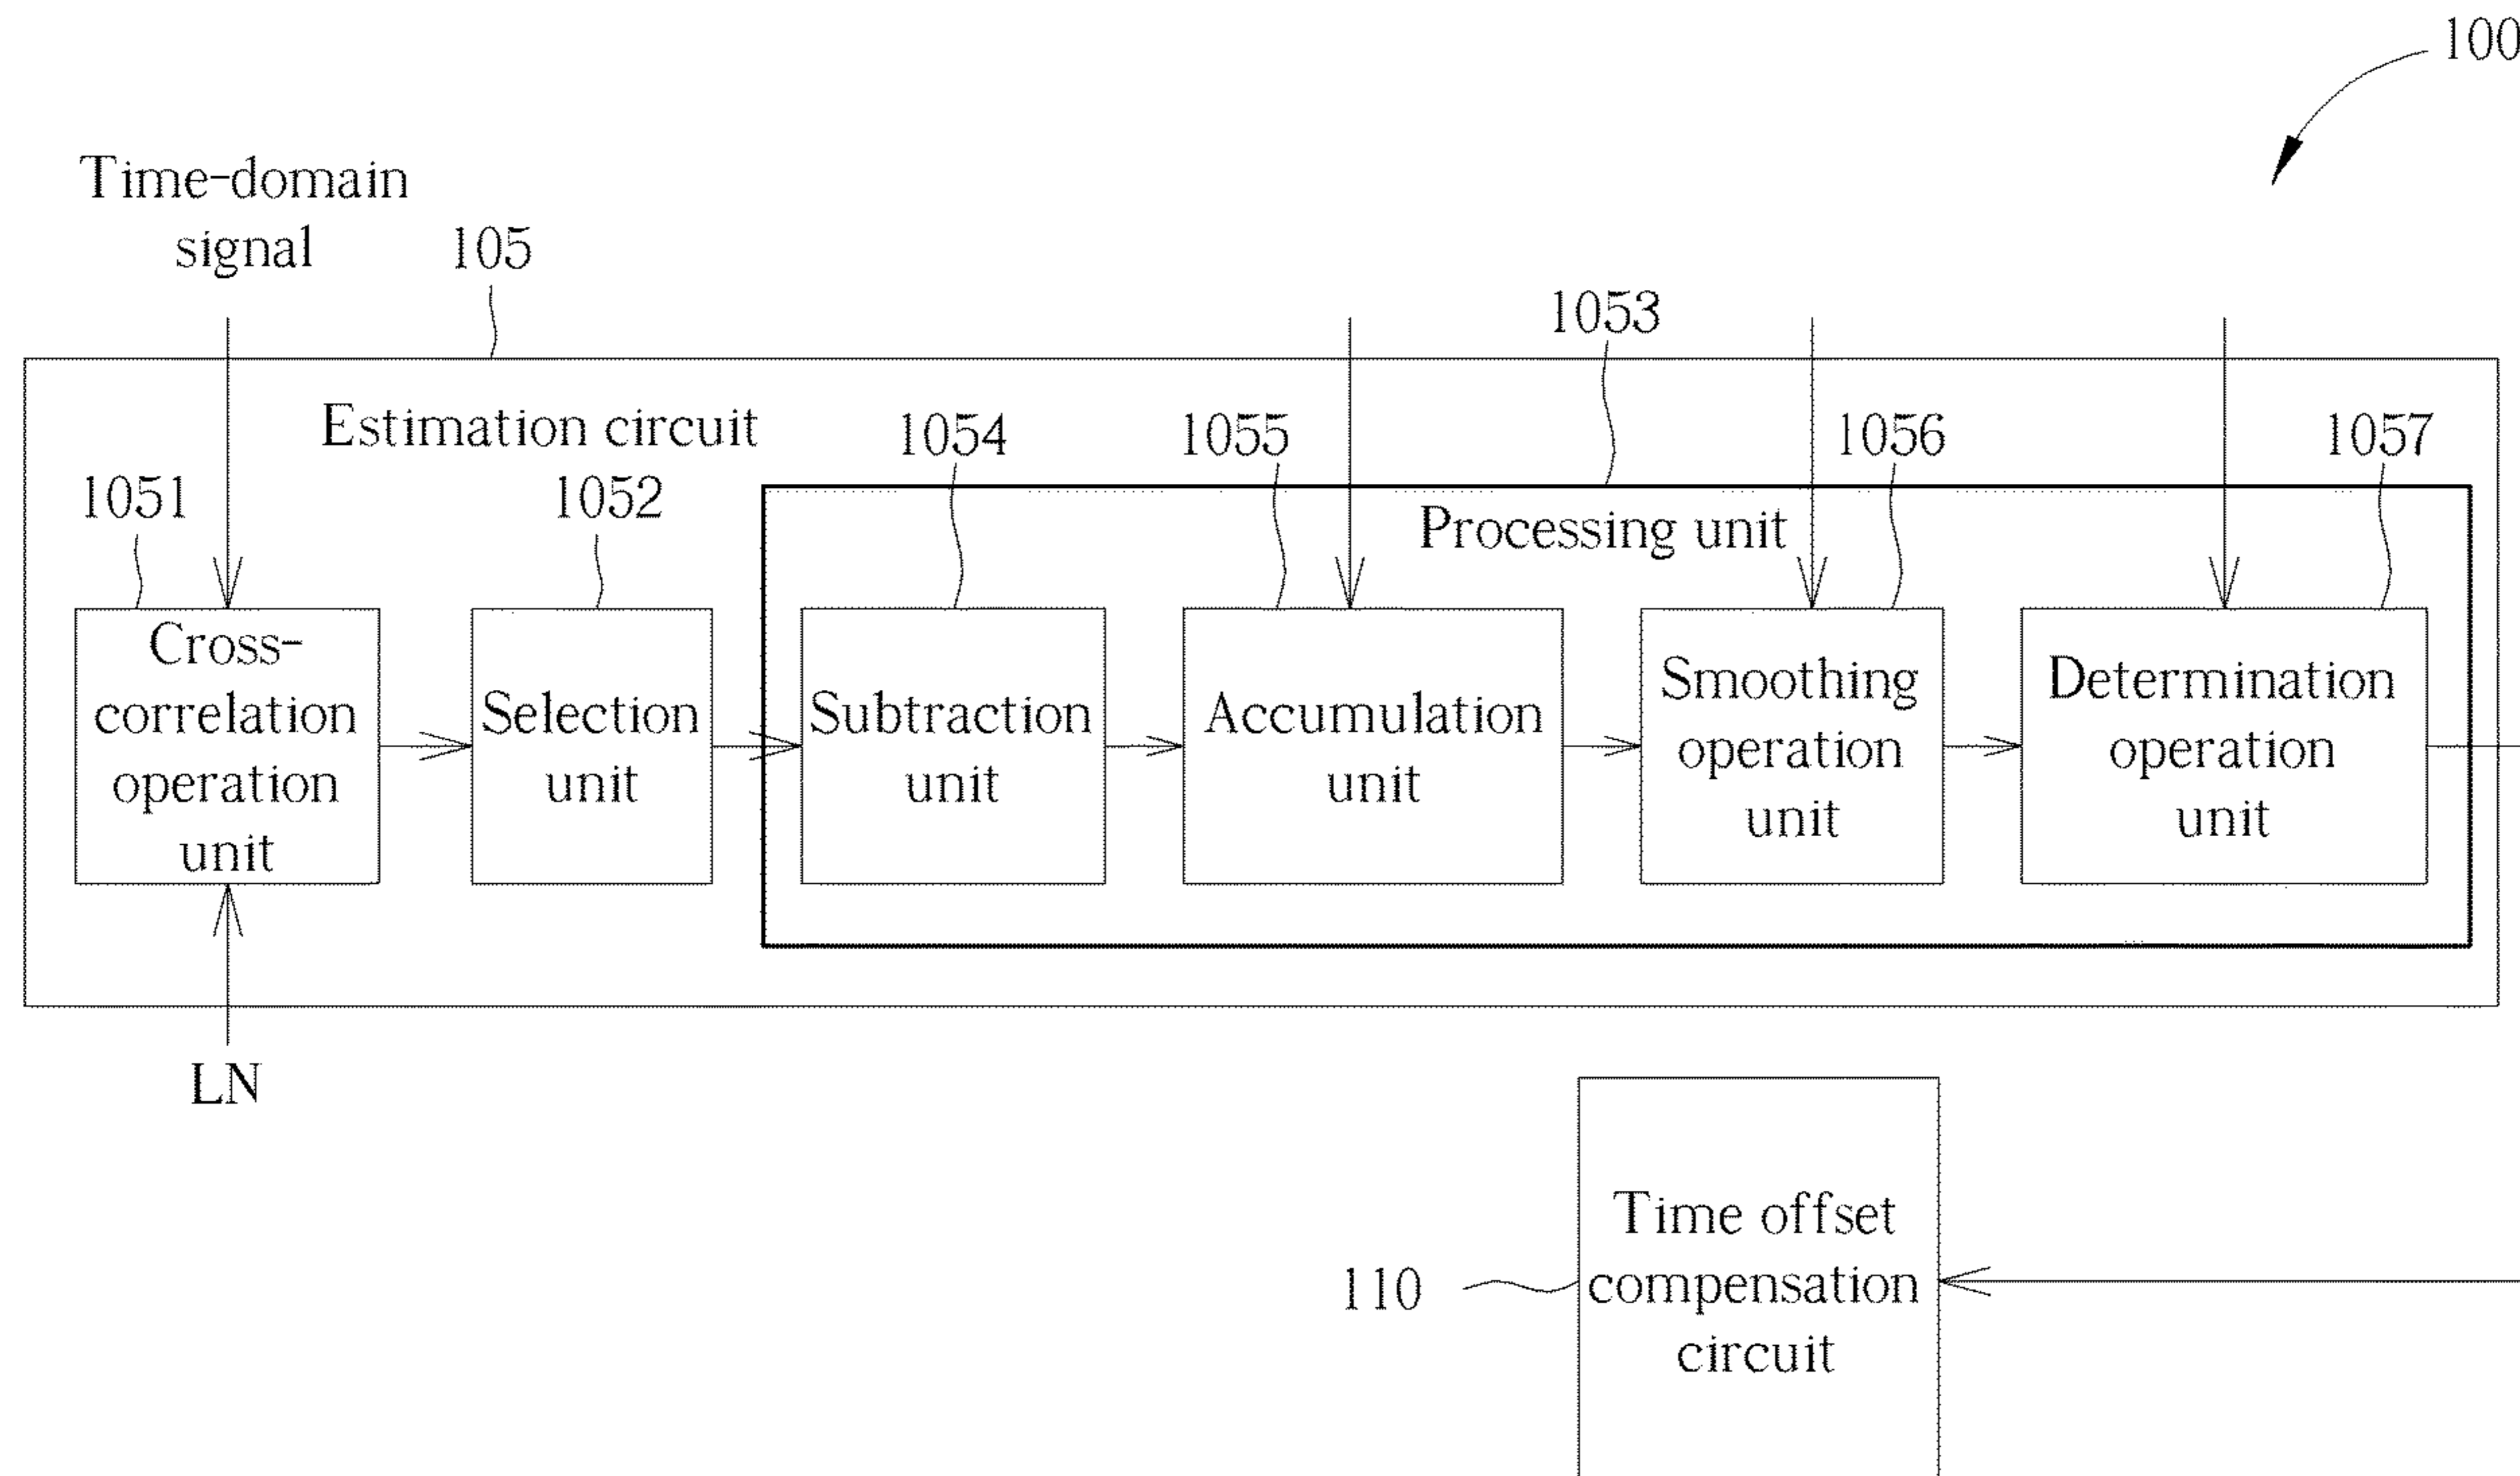 100
Time-domain
signal
105
1053
Estimation circuit
1054
1055
1056
1057
1051
1052
Processing unit
Cross-
correlation
operation
unit
Selection
unit
Subtraction
unit
Accumulation
unit
Smoothing
operation
unit
Determination
operation
unit
LN
110
Time offset
compensation
circuit